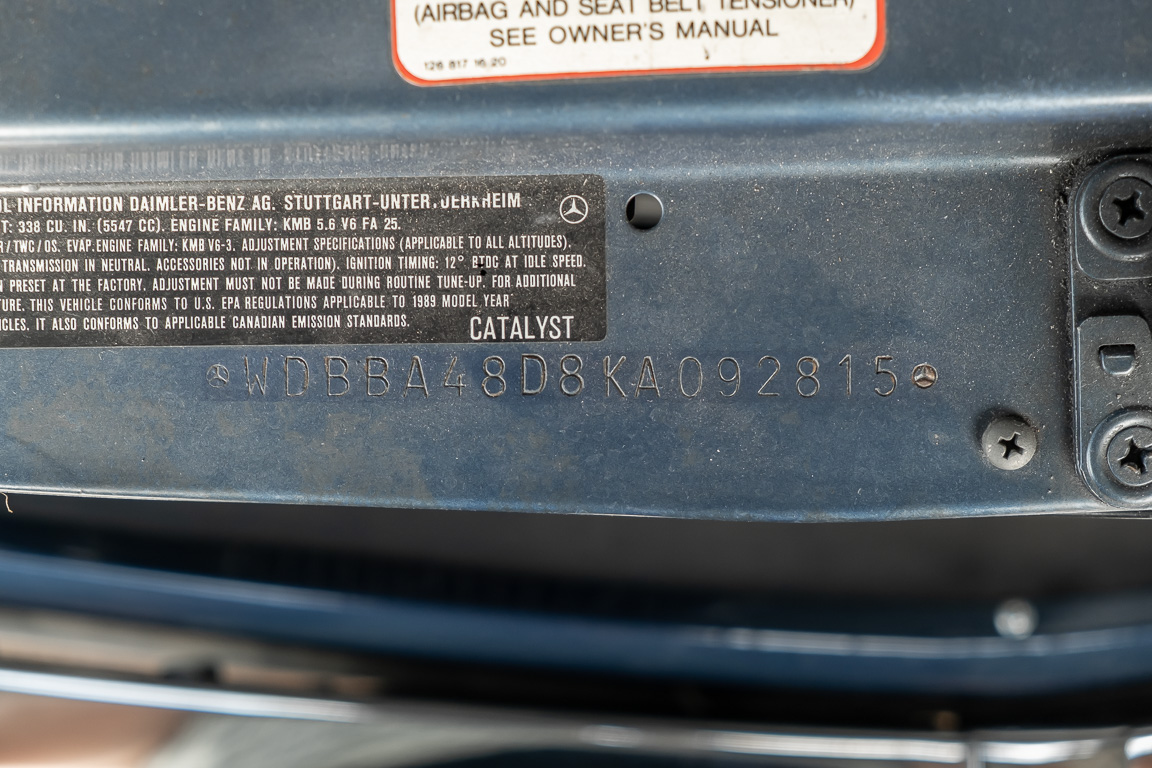 (AIRBAG AND SEAT BELT TENSIONER)
SEE OWNER'S MANUAL
126 817 16 20
OL INFORMATION DAIMLER-BENZ AG. STUTTGART-UNTER
T: 338 CU. IN. (5547 CC). ENGINE FAMILY: KMB 5.6 V6 FA 25.
R/TWC/OS. EVAP.ENGINE FAMILY: KMB V6-3. ADJUSTMENT SPECIFICATIONS (APPLICABLE TO ALL ALTITUDES).
TRANSMISSION IN NEUTRAL. ACCESSORIES NOT IN OPERATION). IGNITION TIMING: 12° BTDC AT IDLE SPEED.
N PRESET AT THE FACTORY. ADJUSTMENT MUST NOT BE MADE DURING ROUTINE TUNE-UP. FOR ADDITIONAL
TURE. THIS VEHICLE CONFORMS TO U.S. EPA REGULATIONS APPLICABLE TO 1989 MODEL YEAR
ICLES. IT ALSO CONFORMS TO APPLICABLE CANADIAN EMISSION STANDARDS.
CATALYST
WDBBA48D8KA092815